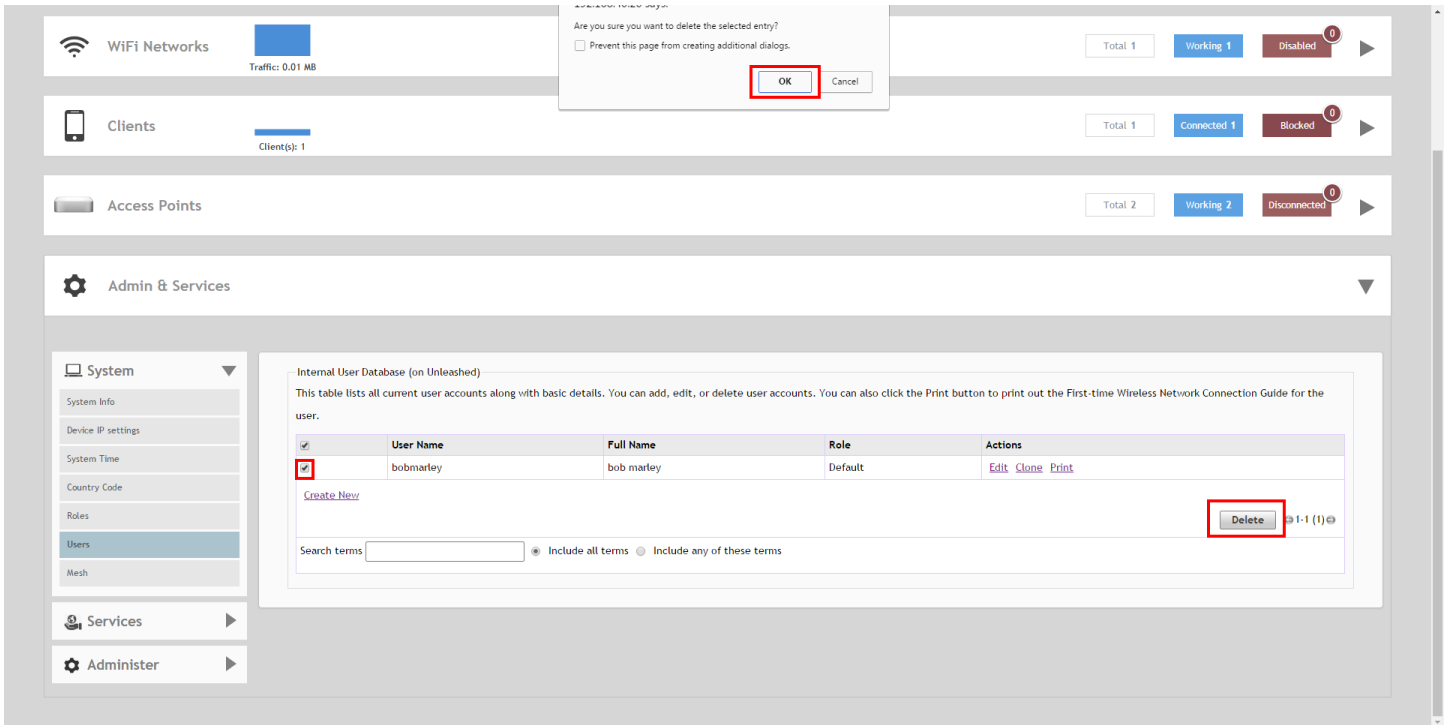 Are you sure you want to delete the selected entry?
Prevent this page from creating additional dialogs.
OK Cancel
WiFi Networks
Traffic: 0.01 MB
Total 1 Working 1 Disabled 0
Clients
Client(s): 1
Total 1 Connected 1 Blocked 0
Access Points
Total 2 Working 2 Disconnected 0
Admin & Services
System
System Info
Device IP settings
System Time
Country Code
Roles
Users
Mesh
Services
Administer
Internal User Database (on Unleashed)
This table lists all current user accounts along with basic details. You can add, edit, or delete user accounts. You can also click the Print button to print out the First-time Wireless Network Connection Guide for the
user.
User Name Full Name Role Actions
bobmarley bob marley Default Edit Clone Print
Create New
Delete 1-1 (1)
Search terms Include all terms Include any of these terms